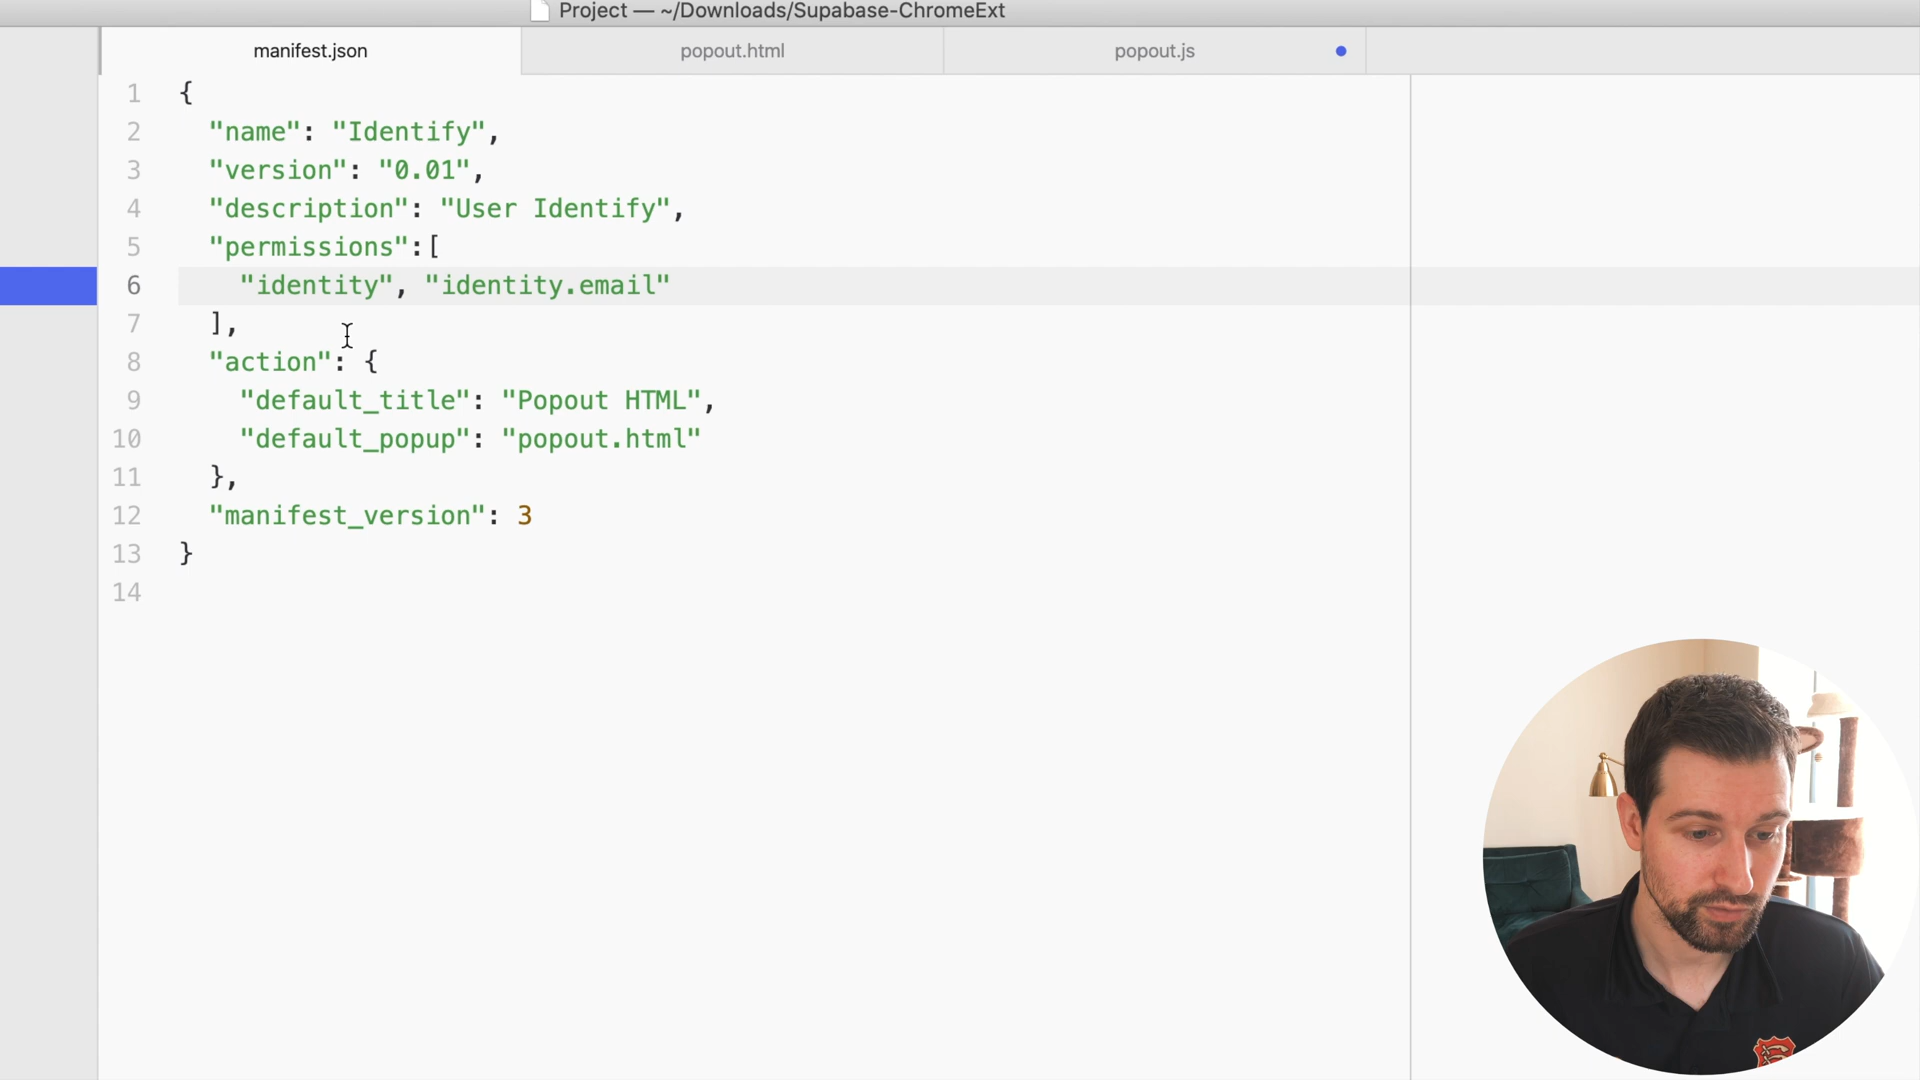 Project — ~/Downloads/Supabase-ChromeExt
manifest.json
popout.html
popout.js
1 {
2 "name": "Identify",
3 "version": "0.01",
4 "description": "User Identify",
5 "permissions":[
6 "identity", "identity.email"
7 ],
8 "action": {
9 "default_title": "Popout HTML",
10 "default_popup": "popout.html"
11 },
12 "manifest_version": 3
13 }
14